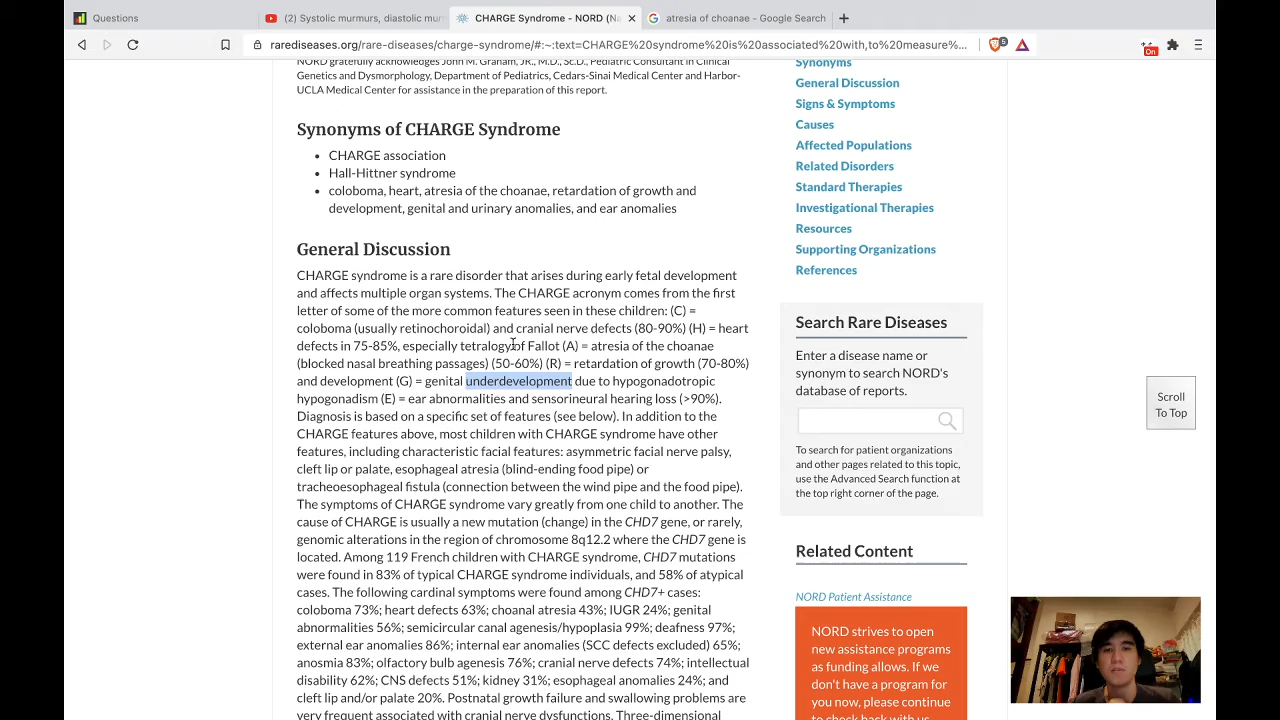 Questions
(2) Systolic murmurs, diastolic mur
CHARGE Syndrome - NORD (Na
atresia of choanae - Google Search
rarediseases.org/rare-diseases/charge-syndrome/#:~:text=CHARGE%20syndrome%20is%20associated%20with,to%20measure%...
5
On
NORD gratefully acknowledges John M. Graham, JR., M.D., Sc.D., Pediatric Consultant in Clinical
Genetics and Dysmorphology, Department of Pediatrics, Cedars-Sinai Medical Center and Harbor-
UCLA Medical Center for assistance in the preparation of this report.
Synonyms of CHARGE Syndrome
• CHARGE association
• Hall-Hittner syndrome
• coloboma, heart, atresia of the choanae, retardation of growth and
development, genital and urinary anomalies, and ear anomalies
General Discussion
CHARGE syndrome is a rare disorder that arises during early fetal development
and affects multiple organ systems. The CHARGE acronym comes from the first
letter of some of the more common features seen in these children: (C) =
coloboma (usually retinochoroidal) and cranial nerve defects (80-90%) (H) = heart
defects in 75-85%, especially tetralogy of Fallot (A) = atresia of the choanae
(blocked nasal breathing passages) (50-60%) (R) = retardation of growth (70-80%)
and development (G) = genital underdevelopment due to hypogonadotropic
hypogonadism (E) = ear abnormalities and sensorineural hearing loss (>90%).
Diagnosis is based on a specific set of features (see below). In addition to the
CHARGE features above, most children with CHARGE syndrome have other
features, including characteristic facial features: asymmetric facial nerve palsy,
cleft lip or palate, esophageal atresia (blind-ending food pipe) or
tracheoesophageal fistula (connection between the wind pipe and the food pipe).
The symptoms of CHARGE syndrome vary greatly from one child to another. The
cause of CHARGE is usually a new mutation (change) in the CHD7 gene, or rarely,
genomic alterations in the region of chromosome 8q12.2 where the CHD7 gene is
located. Among 119 French children with CHARGE syndrome, CHD7 mutations
were found in 83% of typical CHARGE syndrome individuals, and 58% of atypical
cases. The following cardinal symptoms were found among CHD7+ cases:
coloboma 73%; heart defects 63%; choanal atresia 43%; IUGR 24%; genital
abnormalities 56%; semicircular canal agenesis/hypoplasia 99%; deafness 97%;
external ear anomalies 86%; internal ear anomalies (SCC defects excluded) 65%;
anosmia 83%; olfactory bulb agenesis 76%; cranial nerve defects 74%; intellectual
disability 62%; CNS defects 51%; kidney 31%; esophageal anomalies 24%; and
cleft lip and/or palate 20%. Postnatal growth failure and swallowing problems are
very frequent associated with cranial nerve dysfunctions. Three-dimensional
Synonyms
General Discussion
Signs & Symptoms
Causes
Affected Populations
Related Disorders
Standard Therapies
Investigational Therapies
Resources
Supporting Organizations
References
Search Rare Diseases
Enter a disease name or
synonym to search NORD's
database of reports.
To search for patient organizations
and other pages related to this topic,
use the Advanced Search function at
the top right corner of the page.
Related Content
NORD Patient Assistance
NORD strives to open
new assistance programs
as funding allows. If we
don't have a program for
you now, please continue
to check back with us
Scroll
To Top